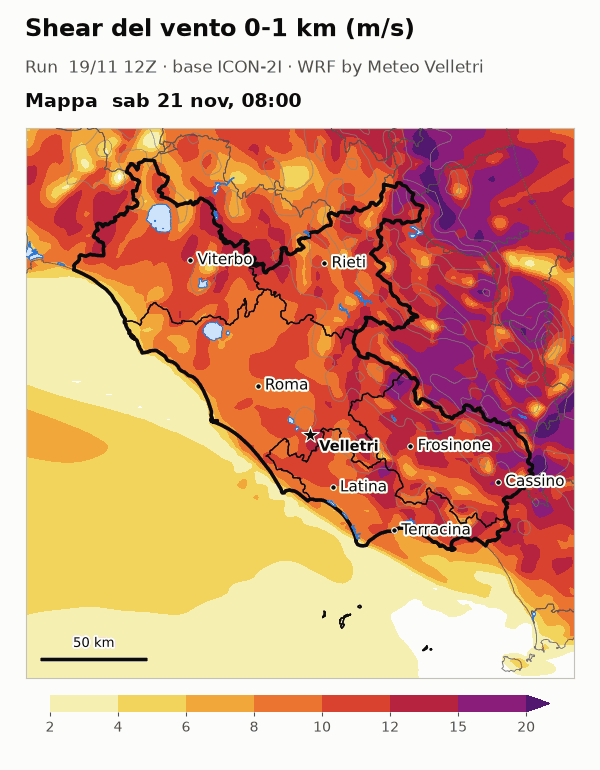 Shear del vento 0-1 km (m/s)
Run  19/11 12Z · base ICON-2I · WRF by Meteo Velletri
Mappa  sab 21 nov, 08:00
Viterbo
Rieti
Roma
Velletri
Frosinone
Cassino
Latina
Terracina
50 km
2 4 6 8 10 12 15 20